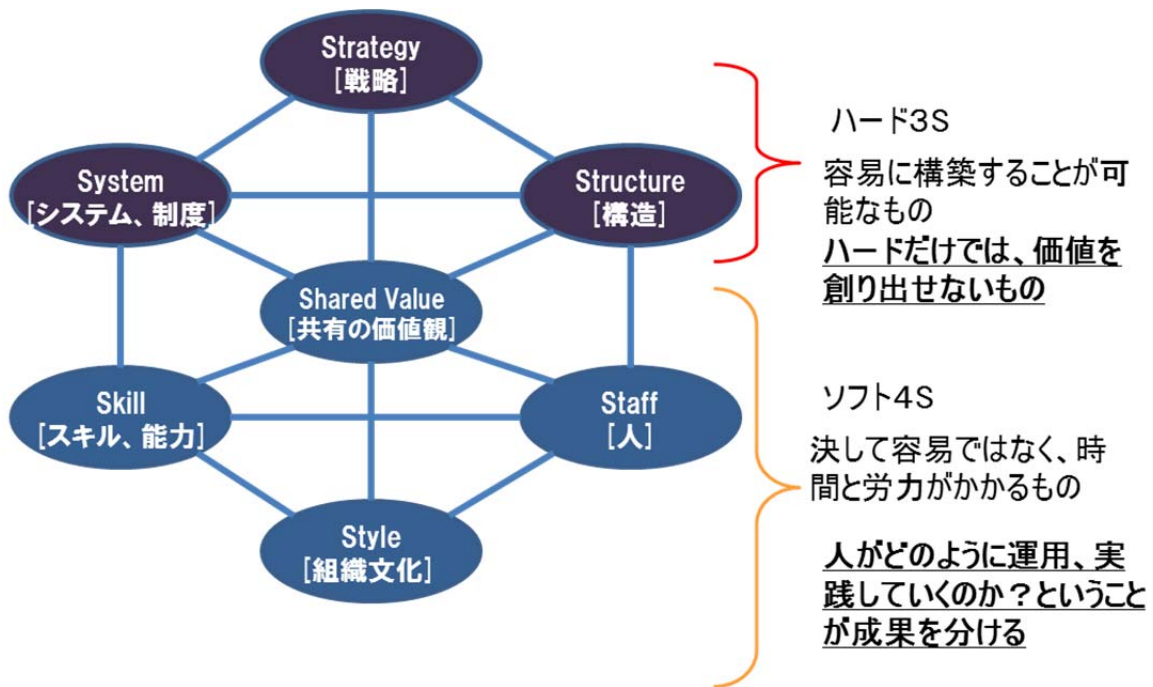 Strategy
[戦略]
System
[システム、制度]
Structure
[構造]
Shared Value
[共有の価値観]
Skill
[スキル、能力]
Staff
[人]
Style
[組織文化]
ハード3S
容易に構築することが可
能なもの
ハードだけでは、価値を
創り出せないもの
ソフト4S
決して容易ではなく、時
間と労力がかかるもの
人がどのように運用、実
践していくのか？ということ
が成果を分ける